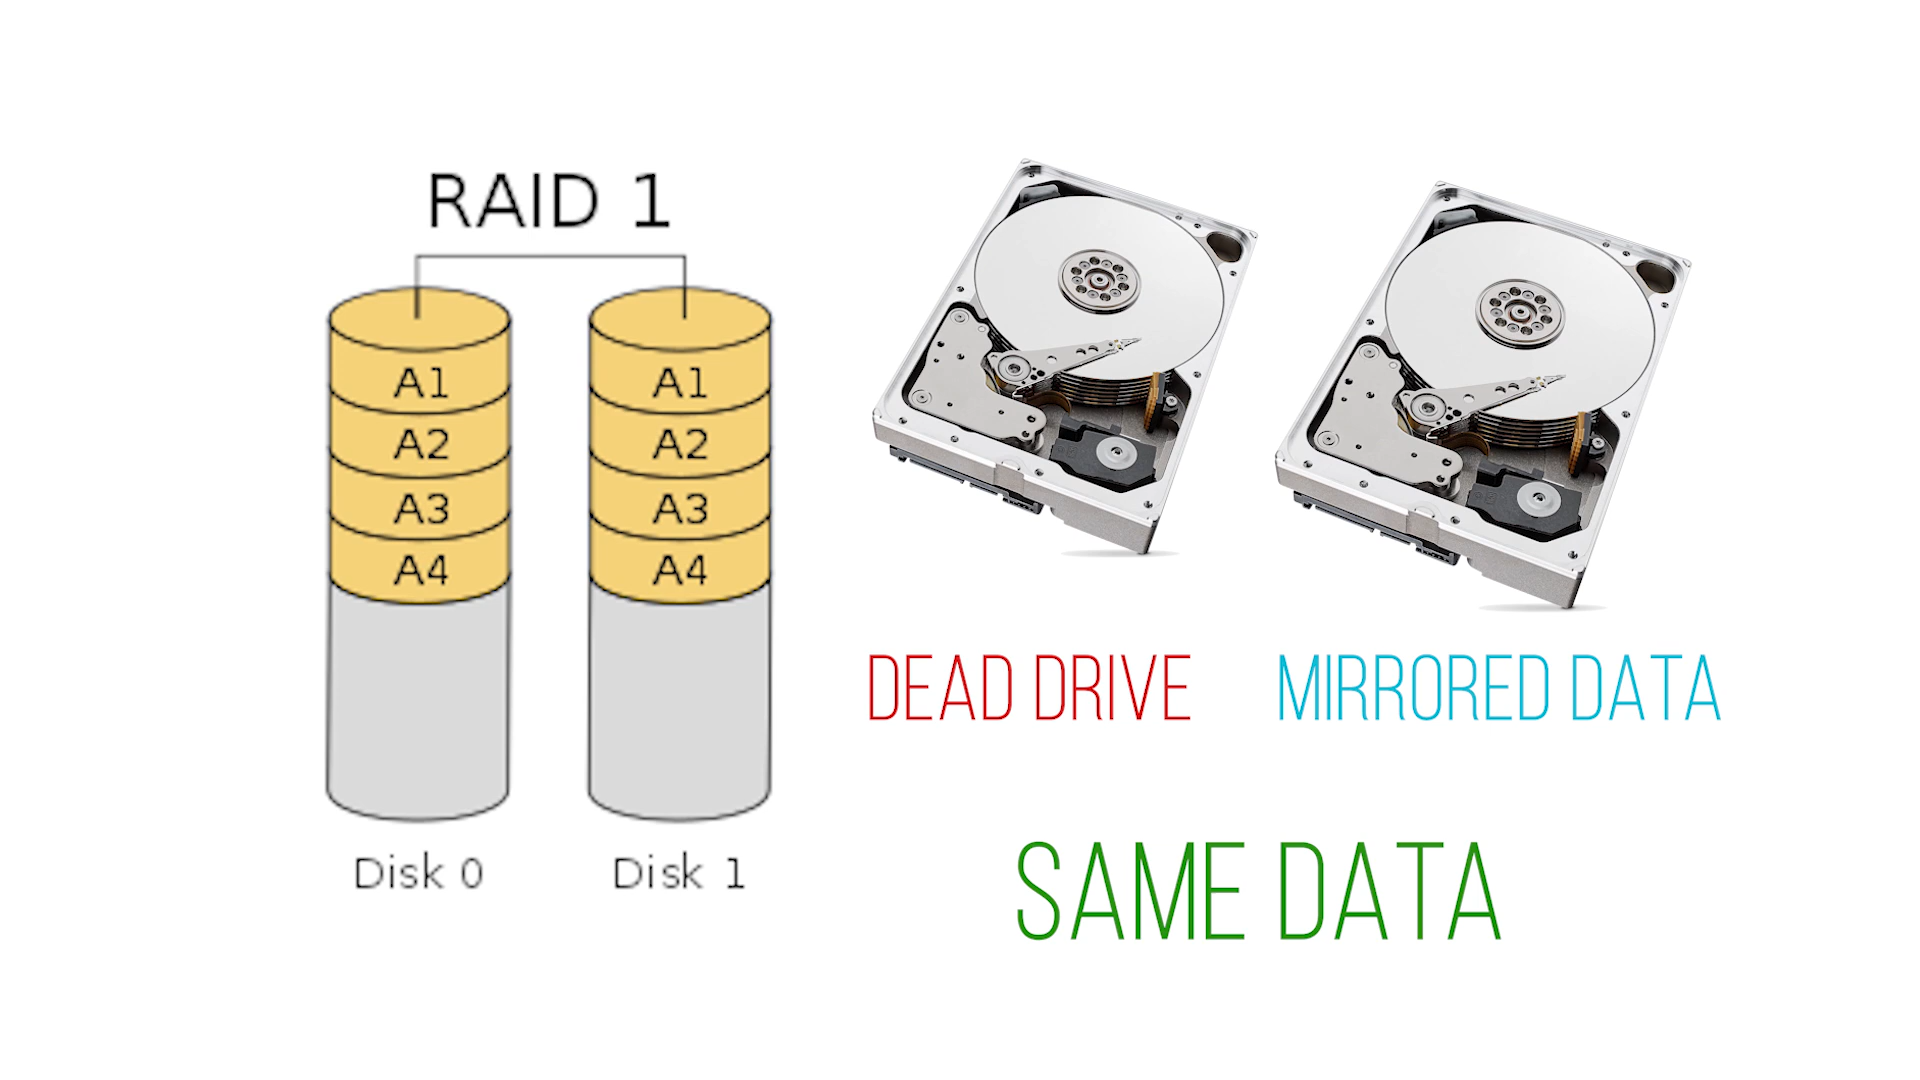 RAID 1
A1
A2
A3
A4
Disk 0
A1
A2
A3
A4
Disk 1
DEAD DRIVE
MIRRORED DATA
SAME DATA